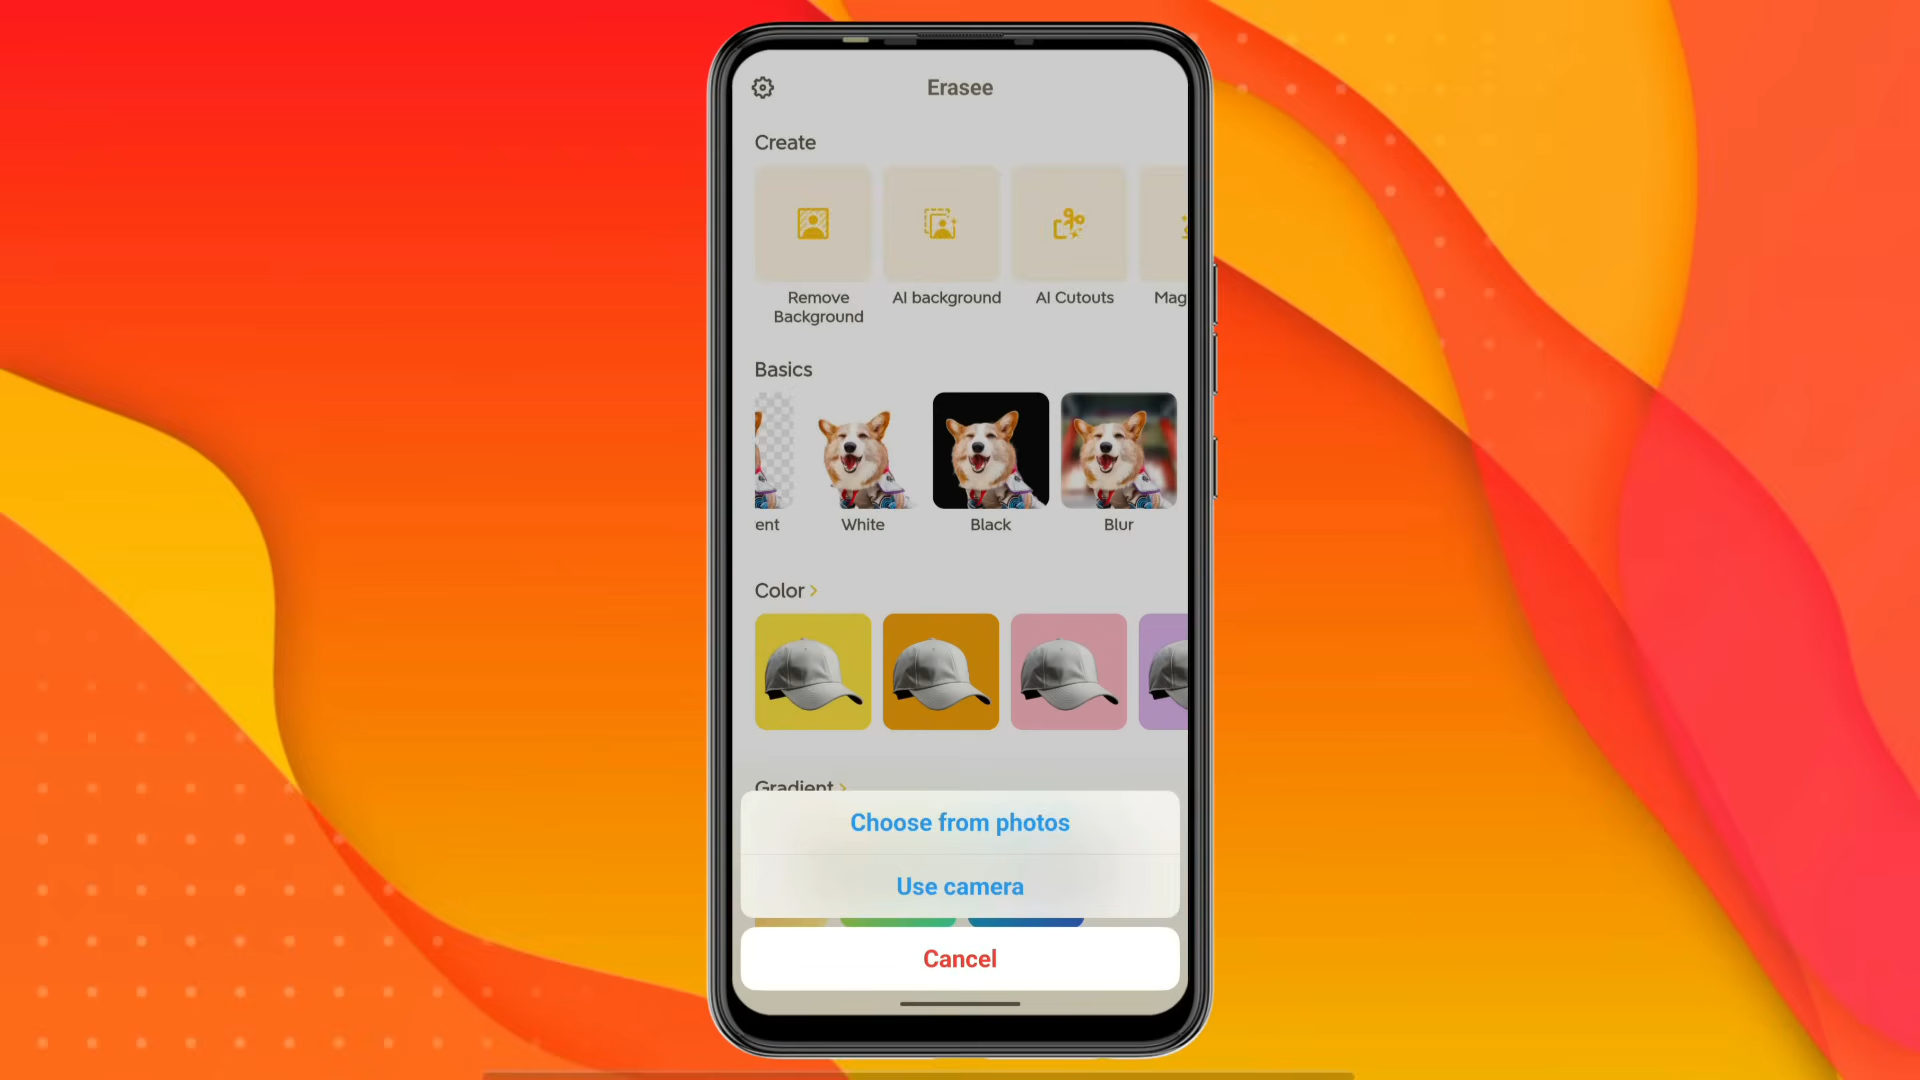 Erasee
Create
Remove
Background
AI background
AI Cutouts
Mag
Basics
ent
White
Black
Blur
Color
Gradient
Choose from photos
Use camera
Cancel